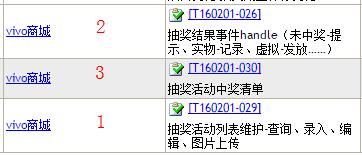 vivo商城
2
[T160201-026]
抽奖结果事件handle（未中奖-提
示、实物-记录、虚拟-发放……）
vivo商城
3
[T160201-030]
抽奖活动中奖清单
vivo商城
1
[T160201-029]
抽奖活动列表维护-查询、录入、编
辑、图片上传